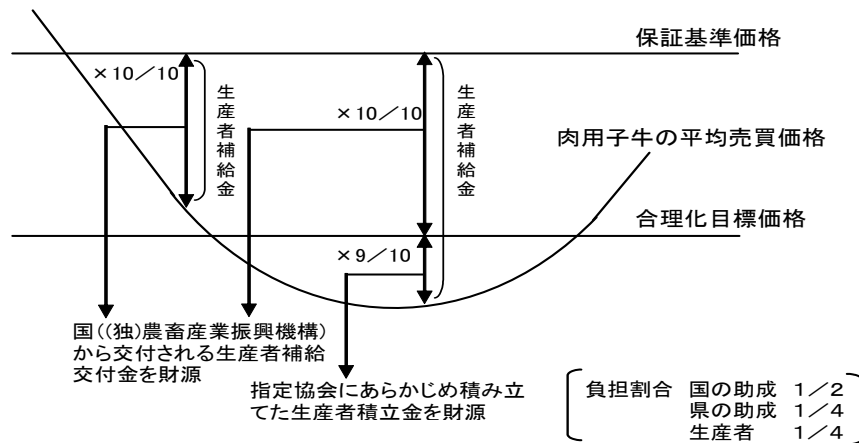 保証基準価格
×10/10
生産者補給金
×10/10
生産者補給金
肉用子牛の平均売買価格
合理化目標価格
×9/10
国((独)農畜産業振興機構)
から交付される生産者補給
交付金を財源
指定協会にあらかじめ積み立
てた生産者積立金を財源
負担割合 国の助成 1/2
県の助成 1/4
生産者 1/4